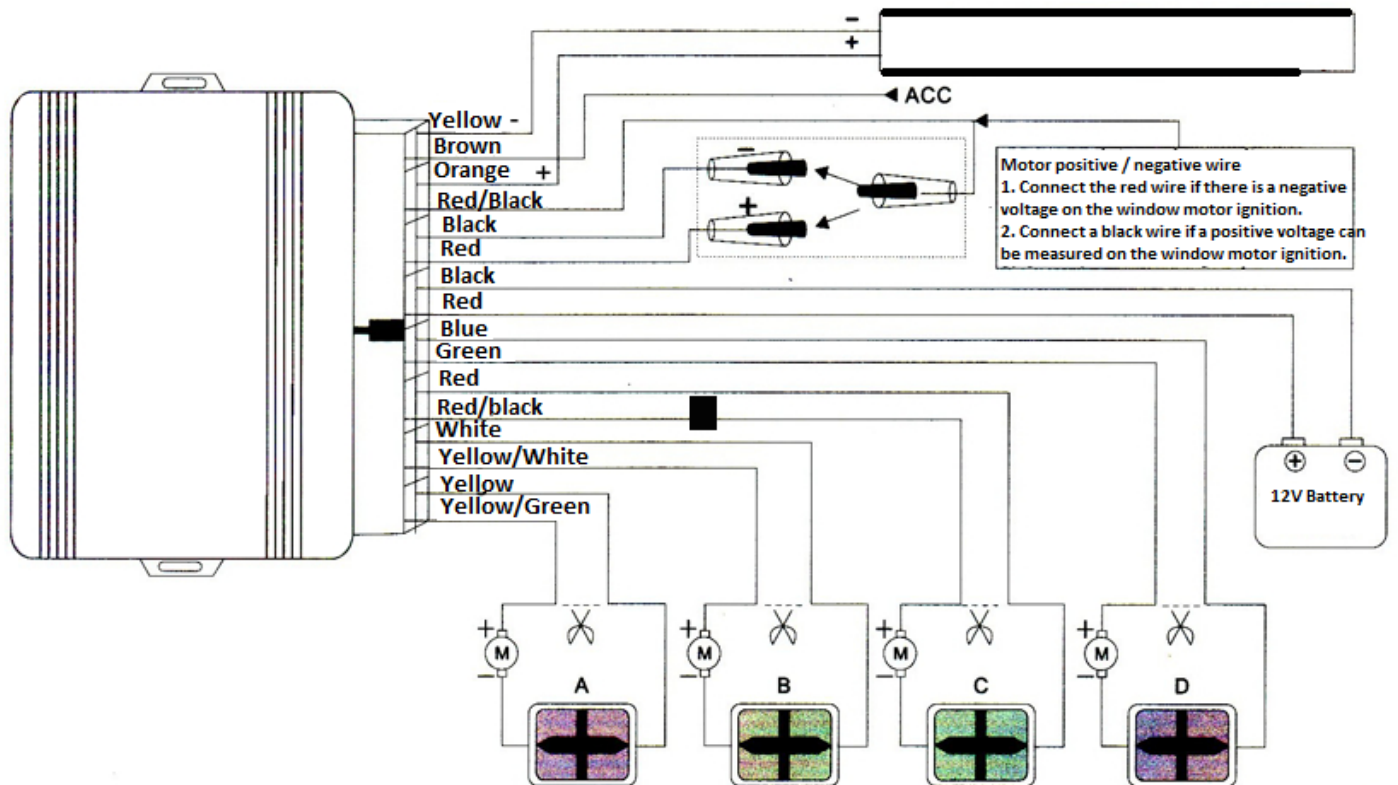 -
+
ACC
Yellow -
Brown
Orange +
Red/Black
Black
Red
Black
Red
Blue
Green
Red
Red/black
White
Yellow/White
Yellow
Yellow/Green
-
+
Motor positive / negative wire
1. Connect the red wire if there is a negative
voltage on the window motor ignition.
2. Connect a black wire if a positive voltage can
be measured on the window motor ignition.
+ -
12V Battery
+
M
-
A
+
M
-
B
+
M
-
C
+
M
-
D